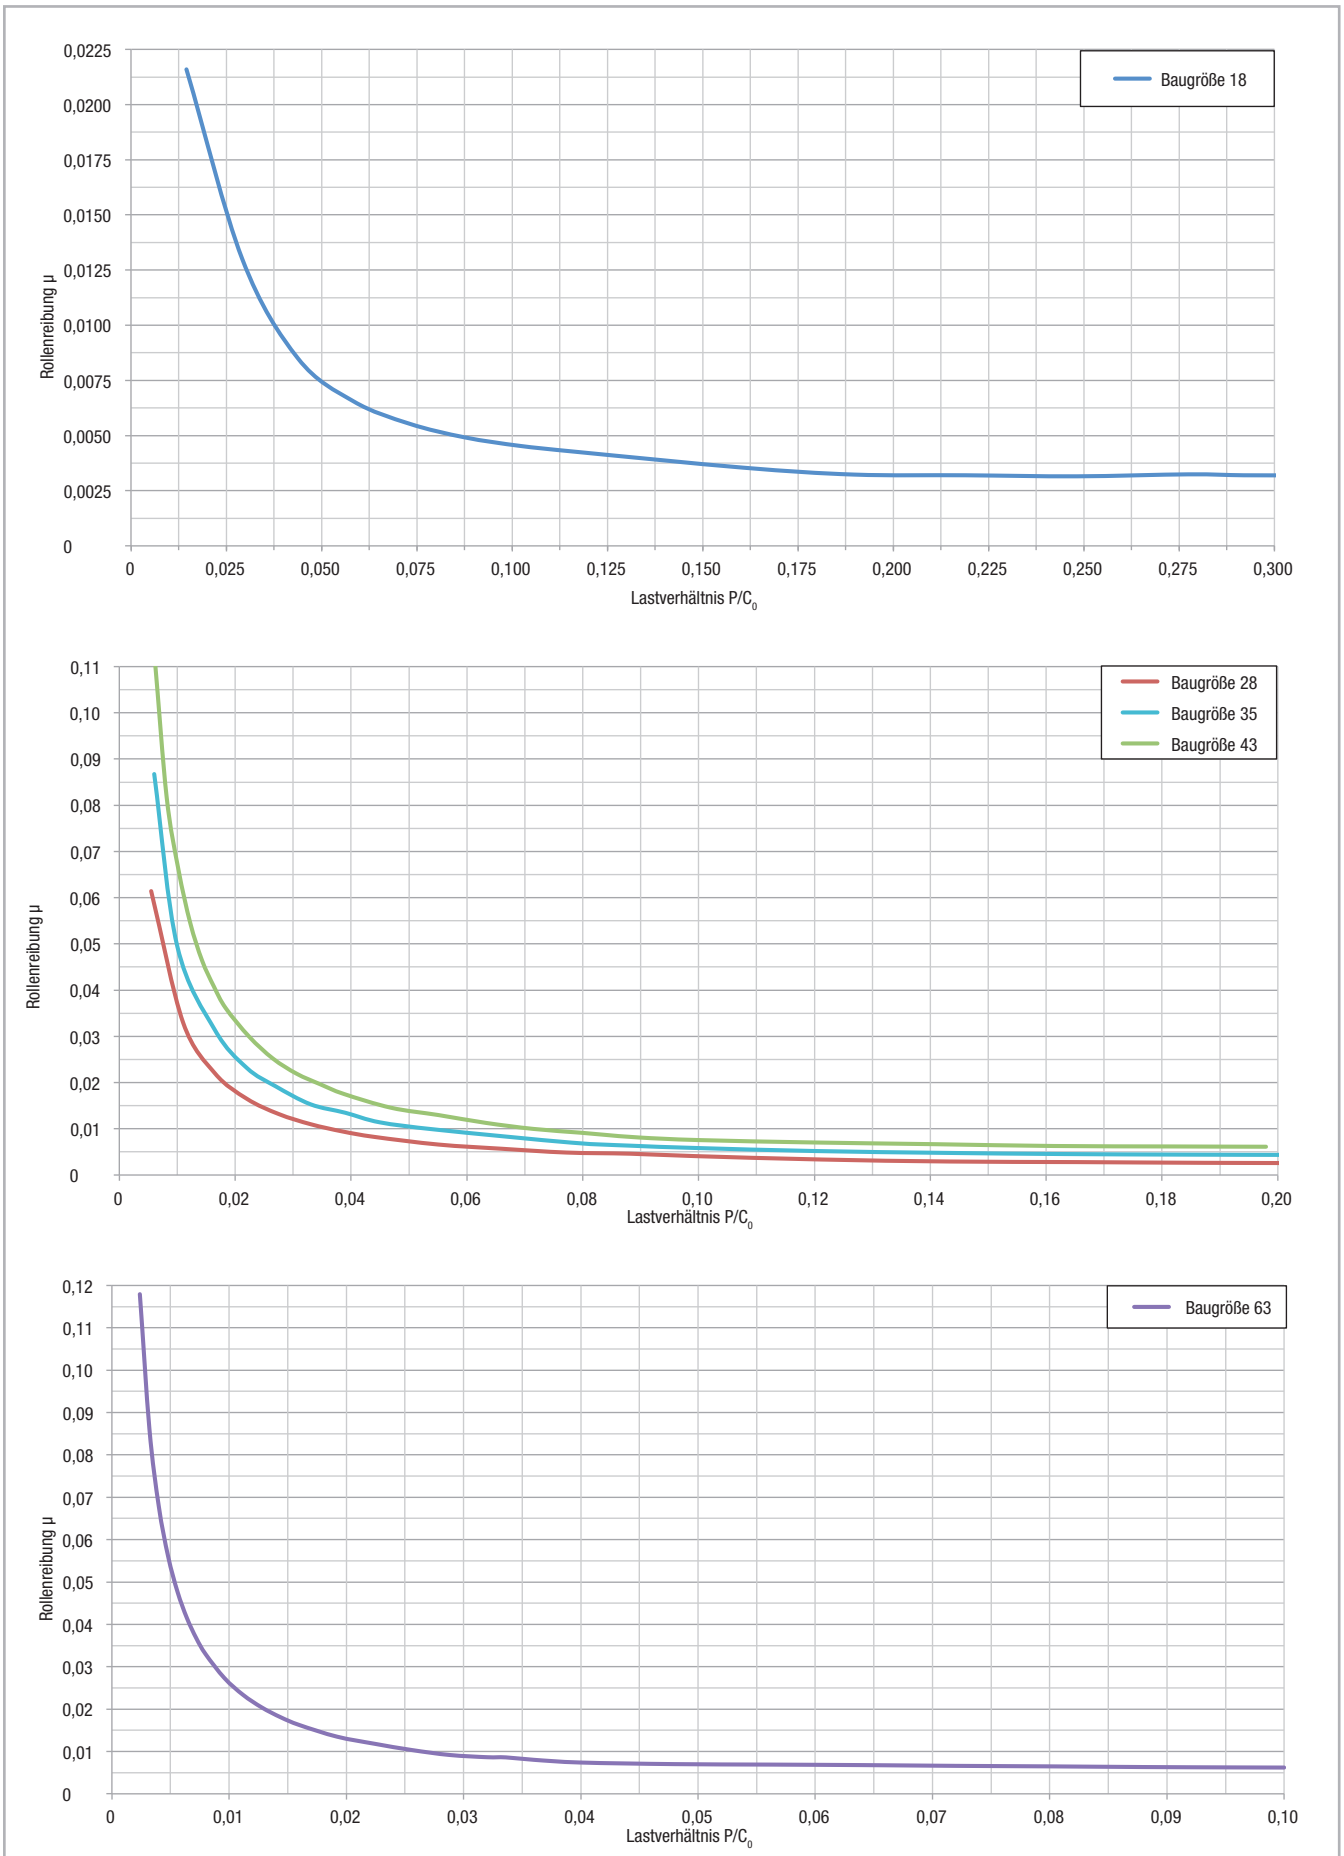 0,0225
Baugröße 18
0,0200
0,0175
0,0150
0,0125
0,0100
0,0075
0,0050
0,0025
0
Rollenreibung µ
0 0,025 0,050 0,075 0,100 0,125 0,150 0,175 0,200 0,225 0,250 0,275 0,300
Lastverhältnis P/C₀
0,11
Baugröße 28
0,10
Baugröße 35
Baugröße 43
0,09
0,08
0,07
0,06
0,05
0,04
0,03
0,02
0,01
0
Rollenreibung µ
0 0,02 0,04 0,06 0,08 0,10 0,12 0,14 0,16 0,18 0,20
Lastverhältnis P/C₀
0,12
Baugröße 63
0,11
0,10
0,09
0,08
0,07
0,06
0,05
0,04
0,03
0,02
0,01
0
Rollenreibung µ
0 0,01 0,02 0,03 0,04 0,05 0,06 0,07 0,08 0,09 0,10
Lastverhältnis P/C₀